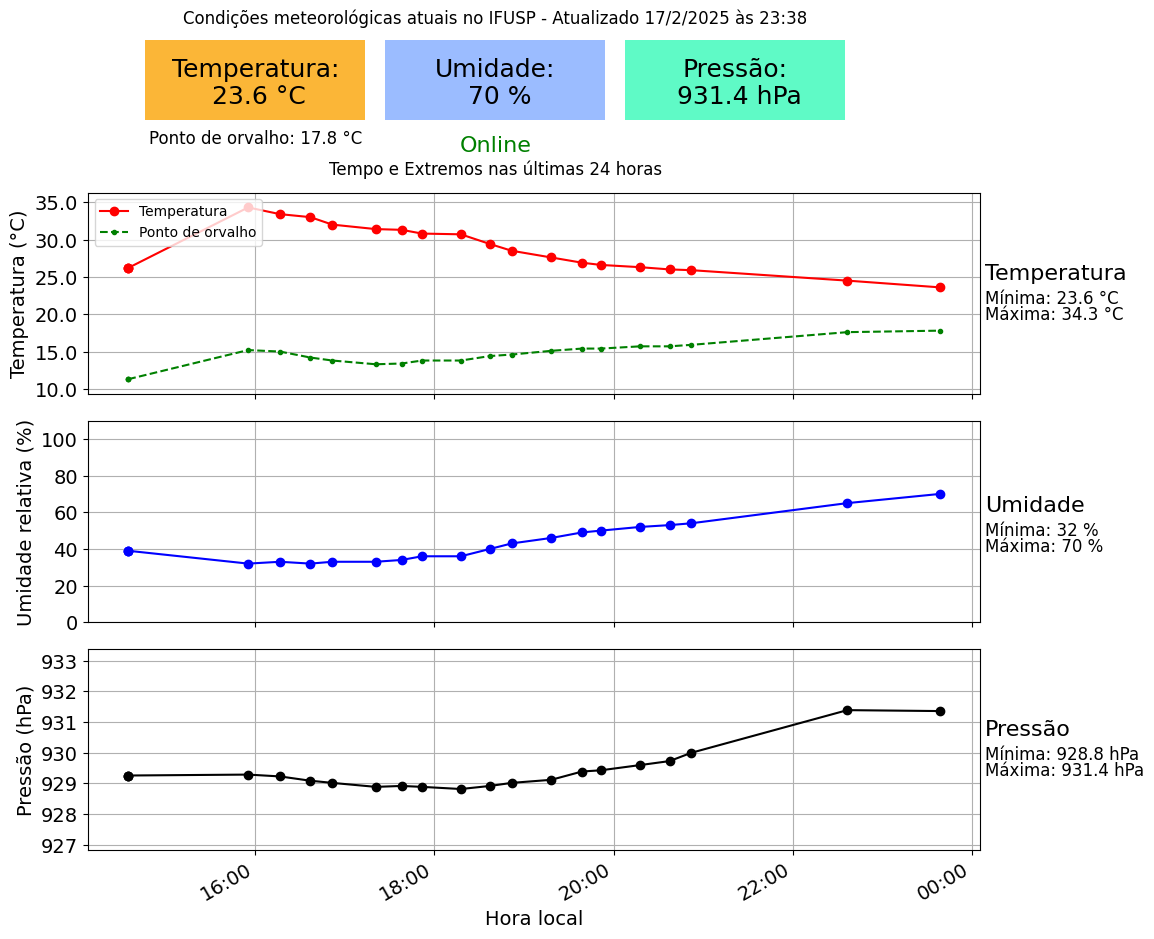 Condições meteorológicas atuais no IFUSP - Atualizado 17/2/2025 às 23:38
Temperatura:
23.6 °C
Umidade:
70 %
Pressão:
931.4 hPa
Ponto de orvalho: 17.8 °C
Online
Tempo e Extremos nas últimas 24 horas
Temperatura (°C)
35.0
30.0
25.0
20.0
15.0
10.0
Temperatura
Ponto de orvalho
Temperatura
Mínima: 23.6 °C
Máxima: 34.3 °C
Umidade relativa (%)
100
80
60
40
20
0
Umidade
Mínima: 32 %
Máxima: 70 %
Pressão (hPa)
933
932
931
930
929
928
927
Pressão
Mínima: 928.8 hPa
Máxima: 931.4 hPa
16:00
18:00
20:00
22:00
00:00
Hora local